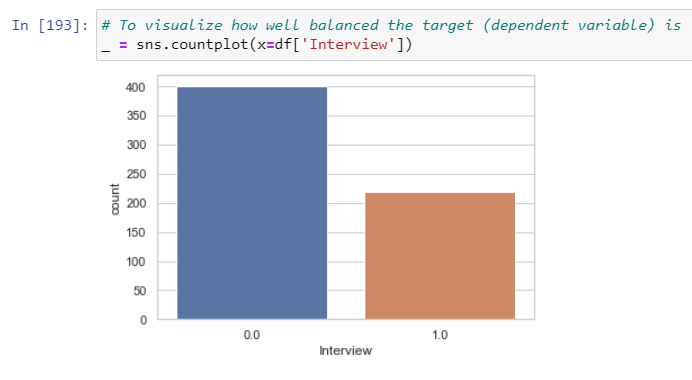 In [193]: # To visualize how well balanced the target (dependent variable) is
_ = sns.countplot(x=df['Interview'])
400
350
300
250
200
150
100
50
0
count
0.0 1.0
Interview